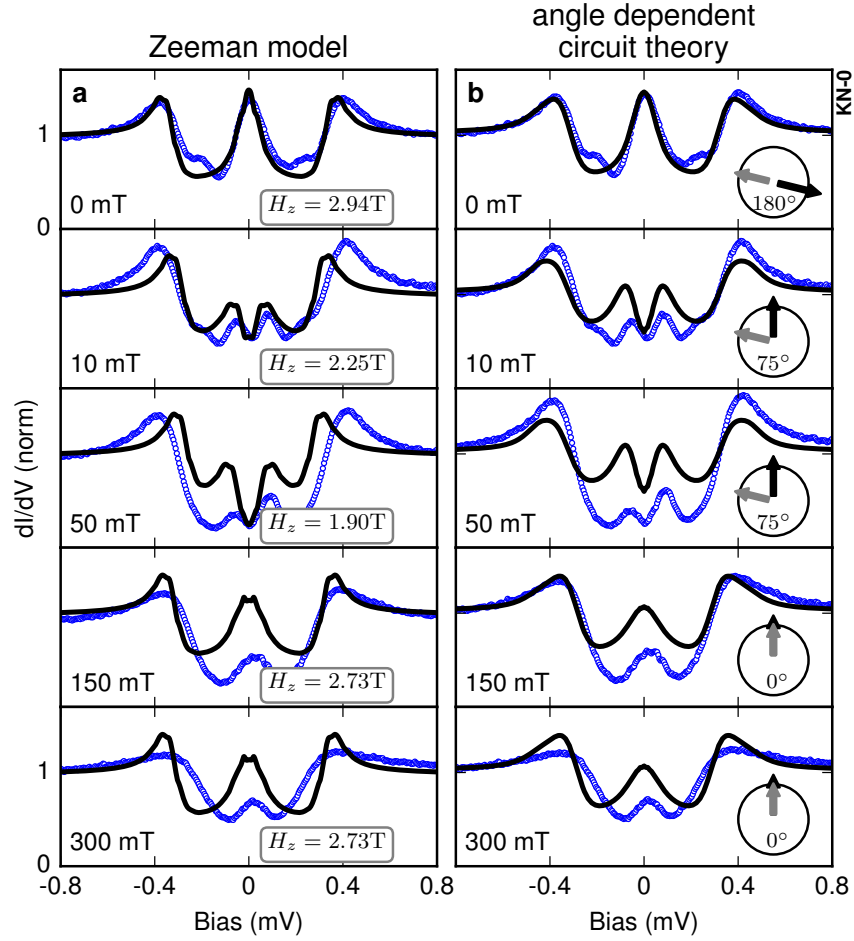 Zeeman model
angle dependent
circuit theory
KN-0
a
b
1
0 mT
H_z = 2.94T
0 mT
180°
0
10 mT
H_z = 2.25T
10 mT
75°
dI/dV (norm)
50 mT
H_z = 1.90T
50 mT
75°
150 mT
H_z = 2.73T
150 mT
0°
1
300 mT
H_z = 2.73T
300 mT
0°
0
-0.8 -0.4 0 0.4 0.8 -0.4 0 0.4 0.8
Bias (mV)
Bias (mV)